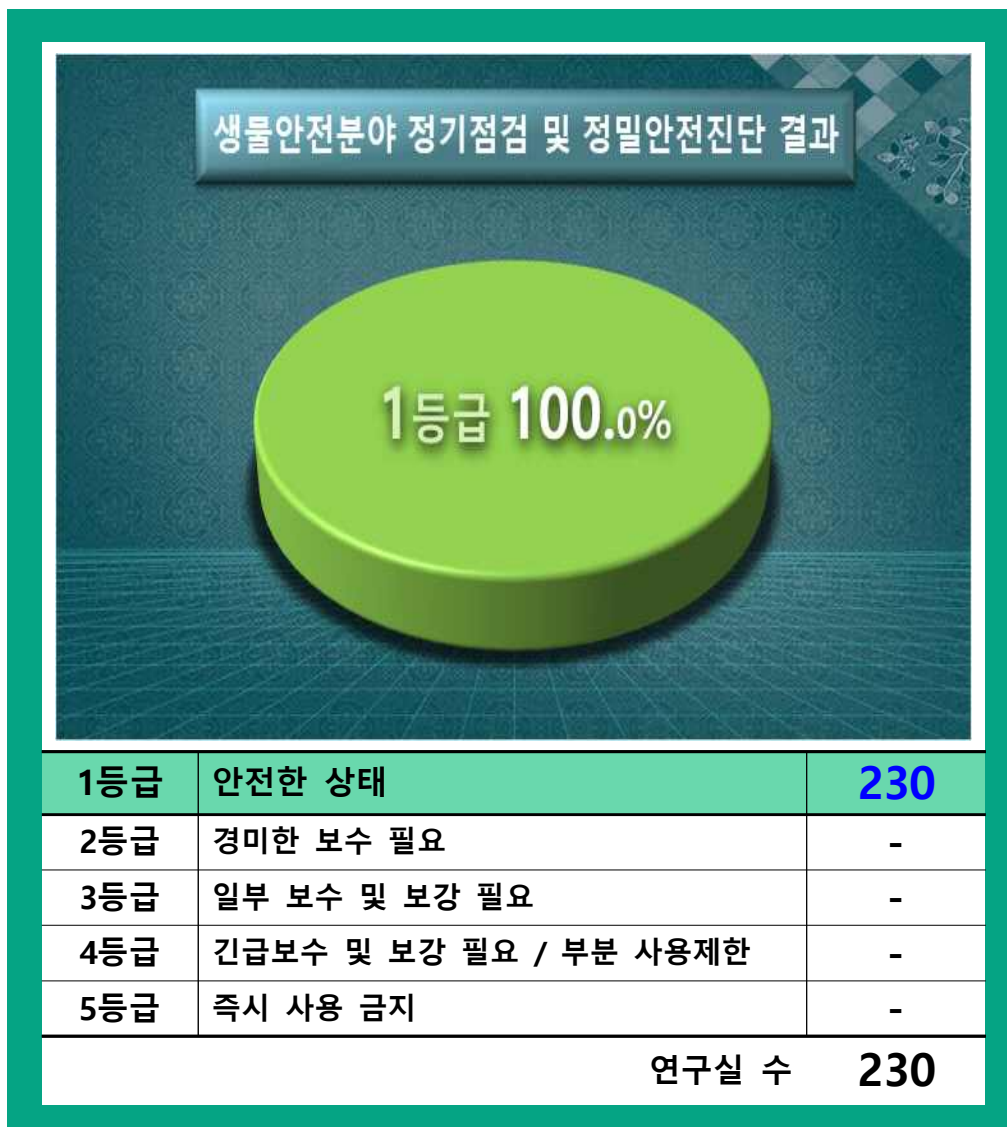 생물안전분야 정기점검 및 정밀안전진단 결과
1등급 100.0%
1등급 안전한 상태 230
2등급 경미한 보수 필요 -
3등급 일부 보수 및 보강 필요 -
4등급 긴급보수 및 보강 필요 / 부분 사용제한 -
5등급 즉시 사용 금지 -
연구실 수 230